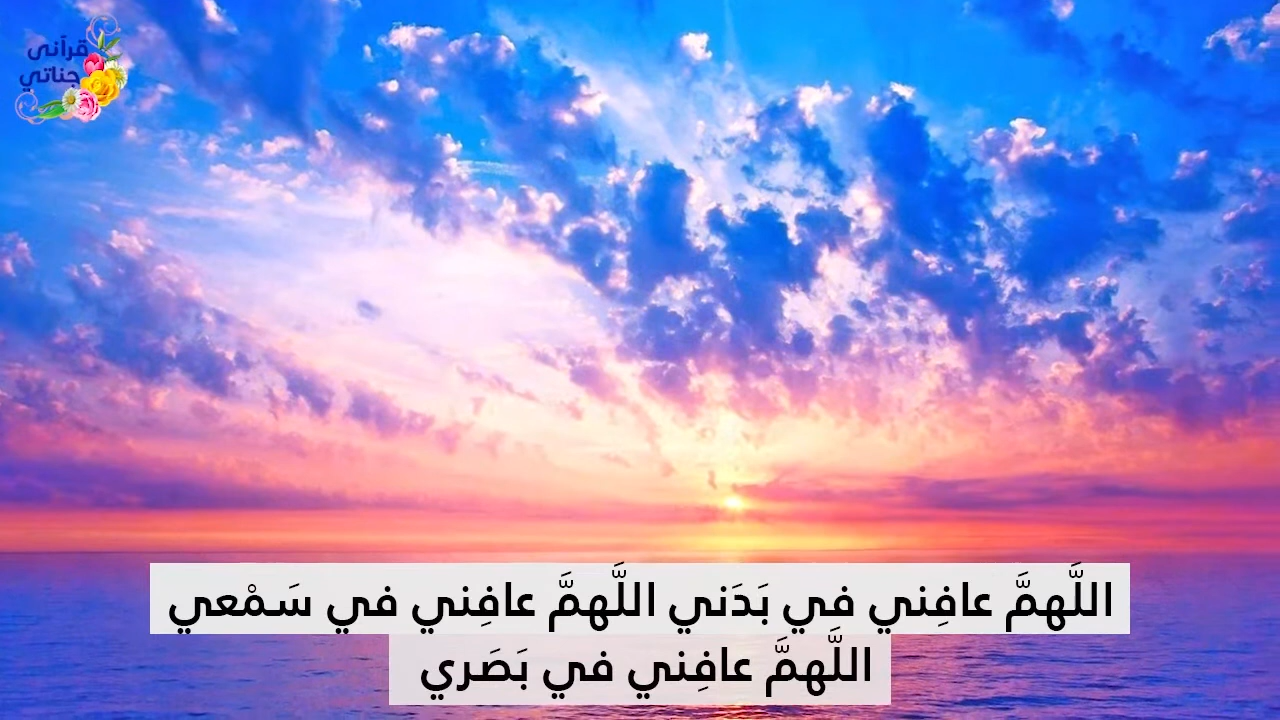 قرآنى
جناتي
اللَّهمَّ عافِني في بَدَني اللَّهمَّ عافِني في سَمْعي
اللَّهمَّ عافِني في بَصَري